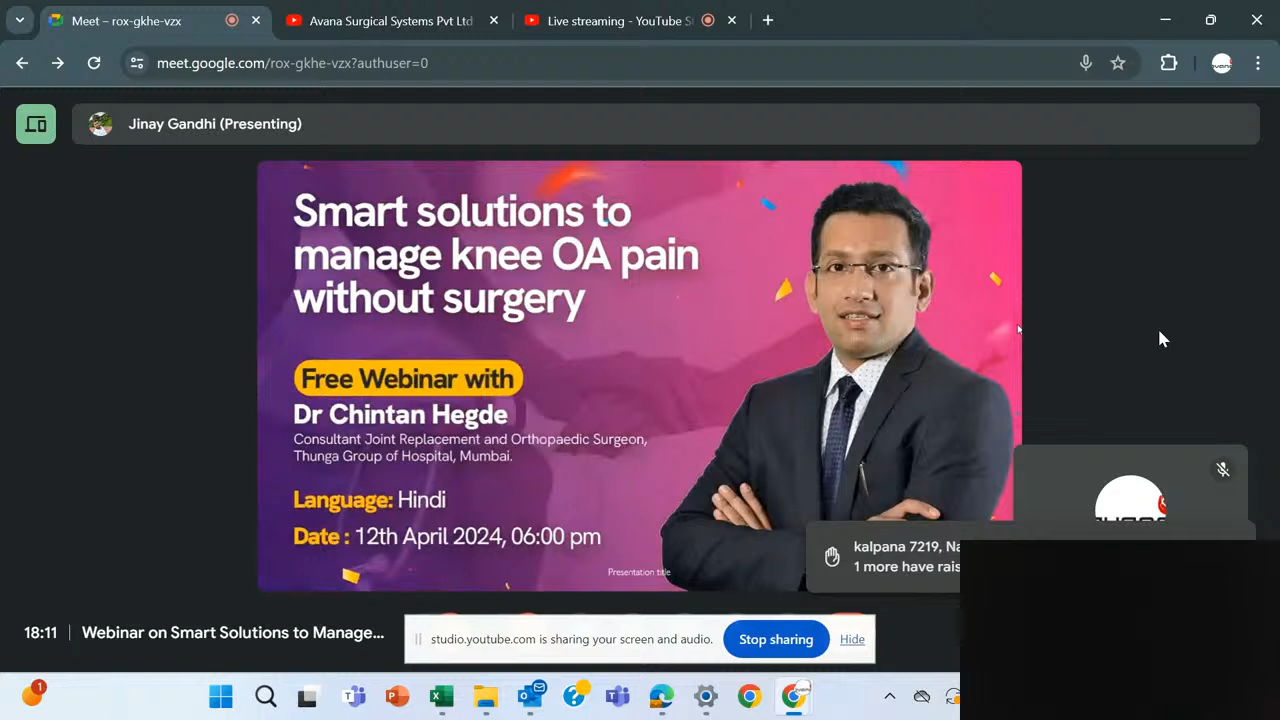 Meet – rox-gkhe-vzx
Avana Surgical Systems Pvt Ltd
Live streaming - YouTube S
meet.google.com/rox-gkhe-vzx?authuser=0
Jinay Gandhi (Presenting)
Smart solutions to
manage knee OA pain
without surgery
Free Webinar with
Dr Chintan Hegde
Consultant Joint Replacement and Orthopaedic Surgeon,
Thunga Group of Hospital, Mumbai.
Language: Hindi
Date : 12th April 2024, 06:00 pm
Presentation title
kalpana 7219, Na
1 more have rais
18:11
Webinar on Smart Solutions to Manage...
studio.youtube.com is sharing your screen and audio.
Stop sharing
Hide
1